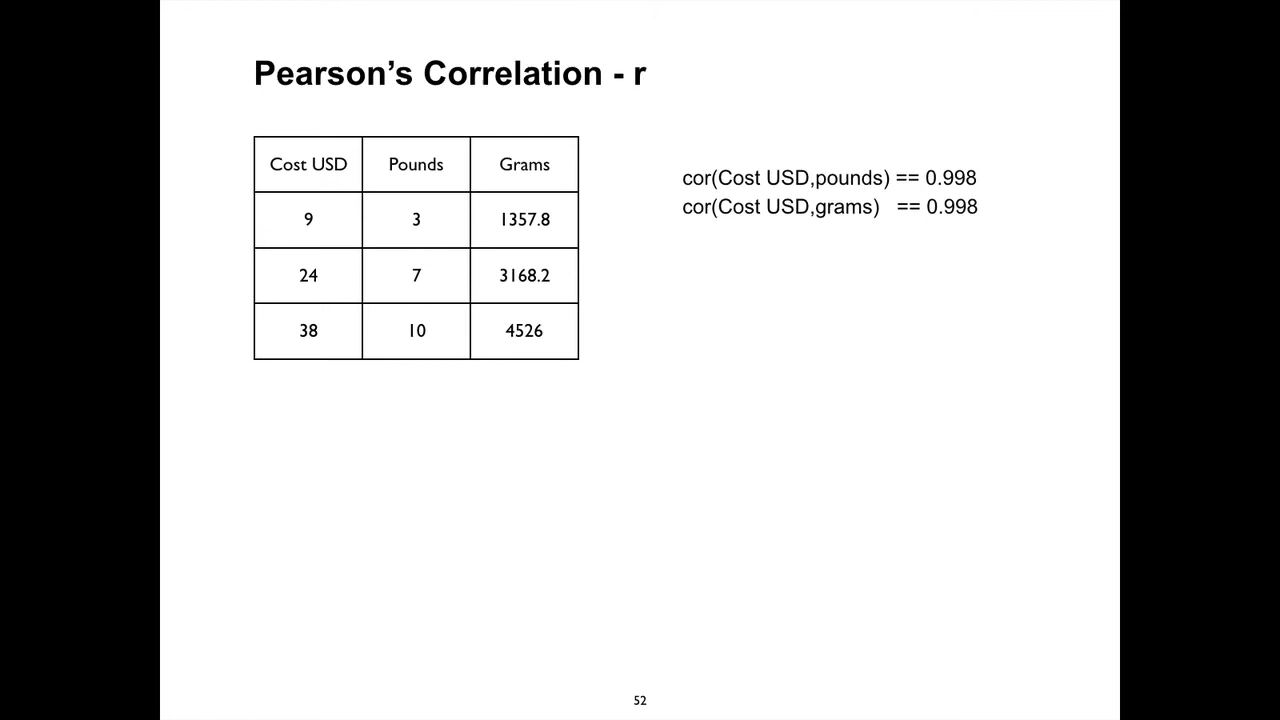 Pearson’s Correlation - r
Cost USD Pounds Grams
9 3 1357.8
24 7 3168.2
38 10 4526
cor(Cost USD,pounds) == 0.998
cor(Cost USD,grams) == 0.998
52